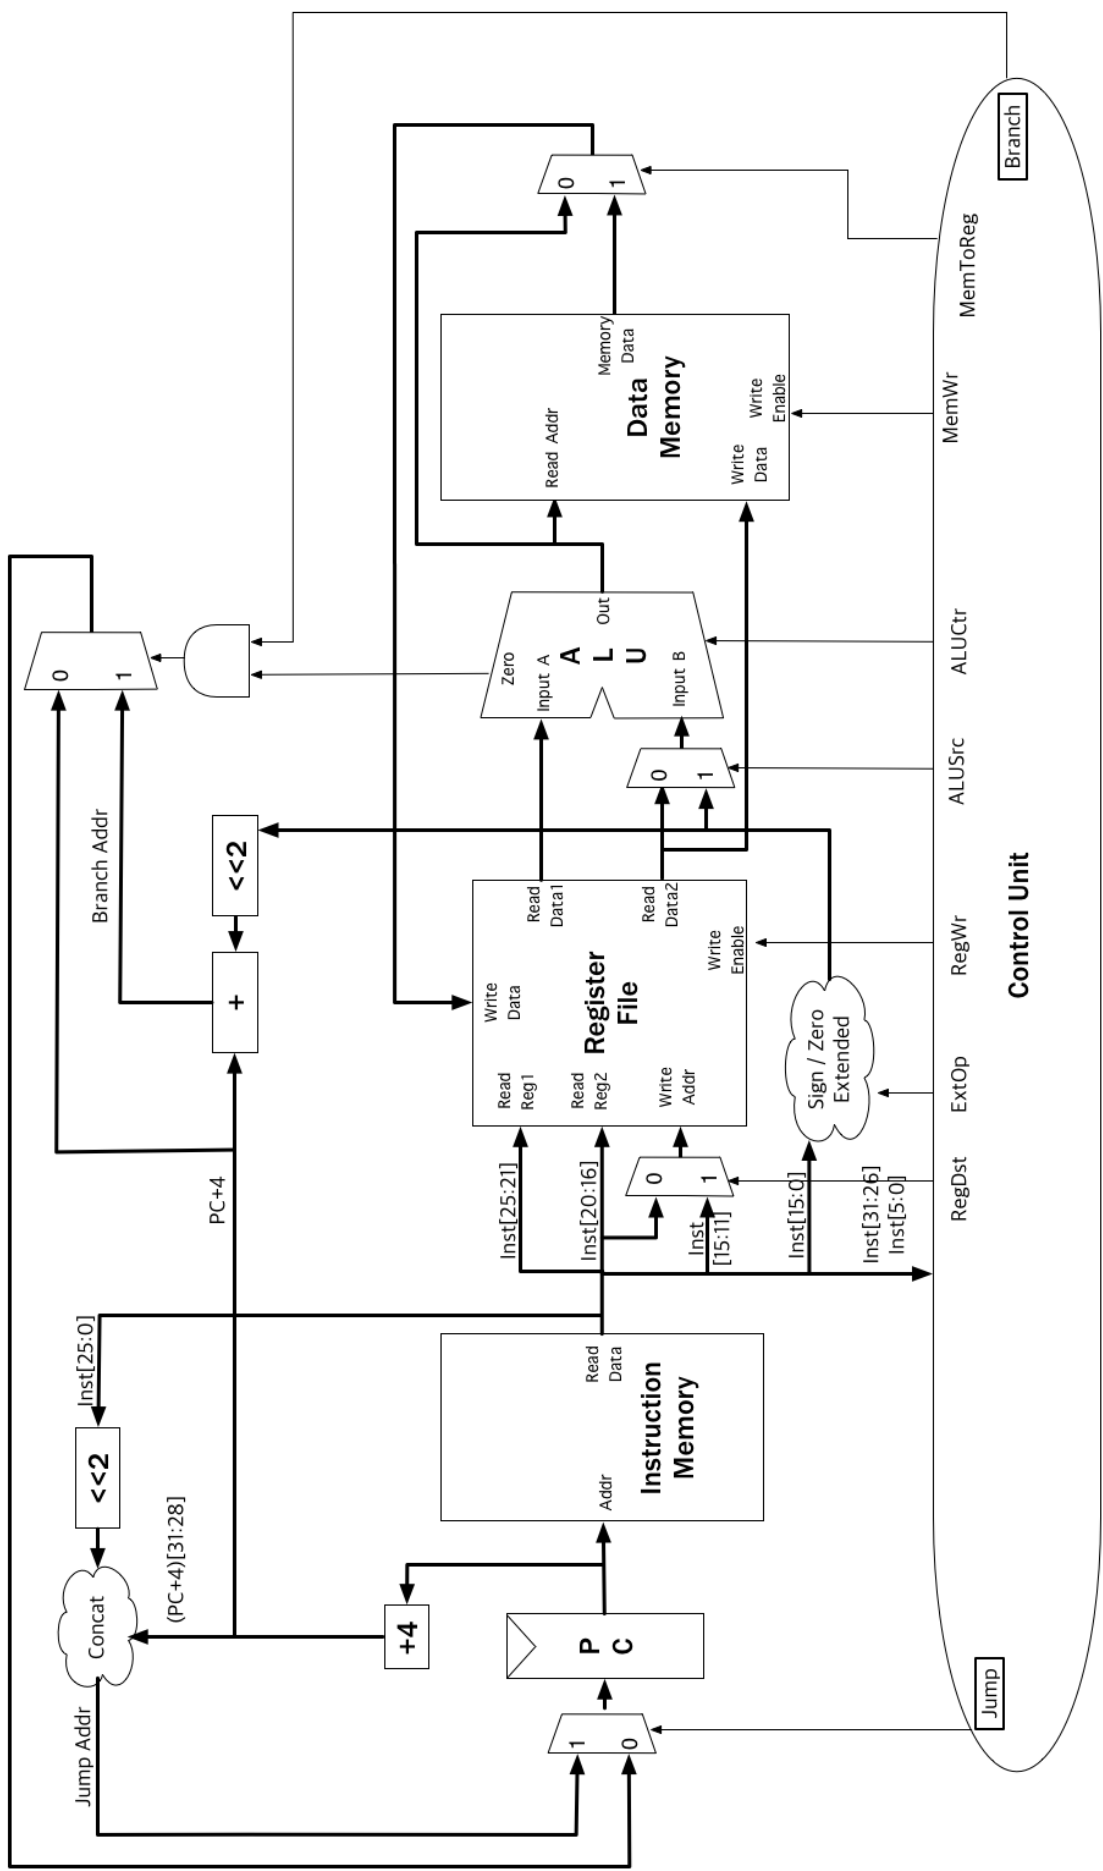 Jump Addr
Concat
<<2
Inst[25:0]
(PC+4)[31:28]
PC+4
+
<<2
Branch Addr
0
1
+4
1
0
P
C
Addr
Read
Data
Instruction
Memory
Inst[25:21]
Inst[20:16]
Inst
[15:11]
Inst[15:0]
Inst[31:26]
Inst[5:0]
0
1
Read
Reg1
Read
Reg2
Write
Addr
Write
Data
Register
File
Read
Data1
Read
Data2
Write
Enable
Sign / Zero
Extended
0
1
Zero
Input A
A
L
U
Input B
Out
Read Addr
Data
Memory
Memory
Data
Write
Data
Write
Enable
0
1
Jump
RegDst
ExtOp
RegWr
ALUSrc
ALUCtr
MemWr
MemToReg
Branch
Control Unit